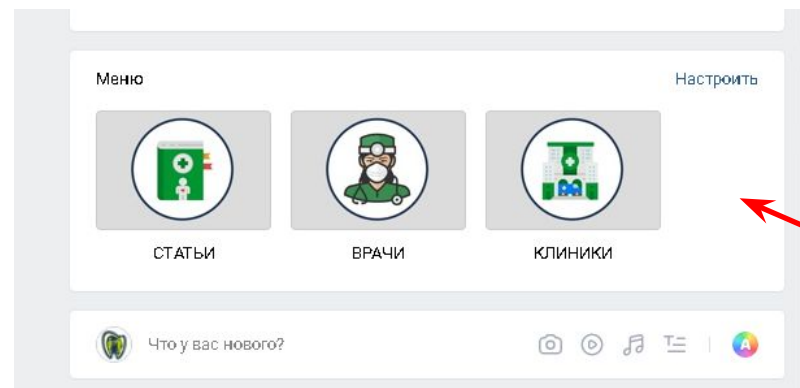 Меню
Настроить
СТАТЬИ
ВРАЧИ
КЛИНИКИ
Что у вас нового?
A